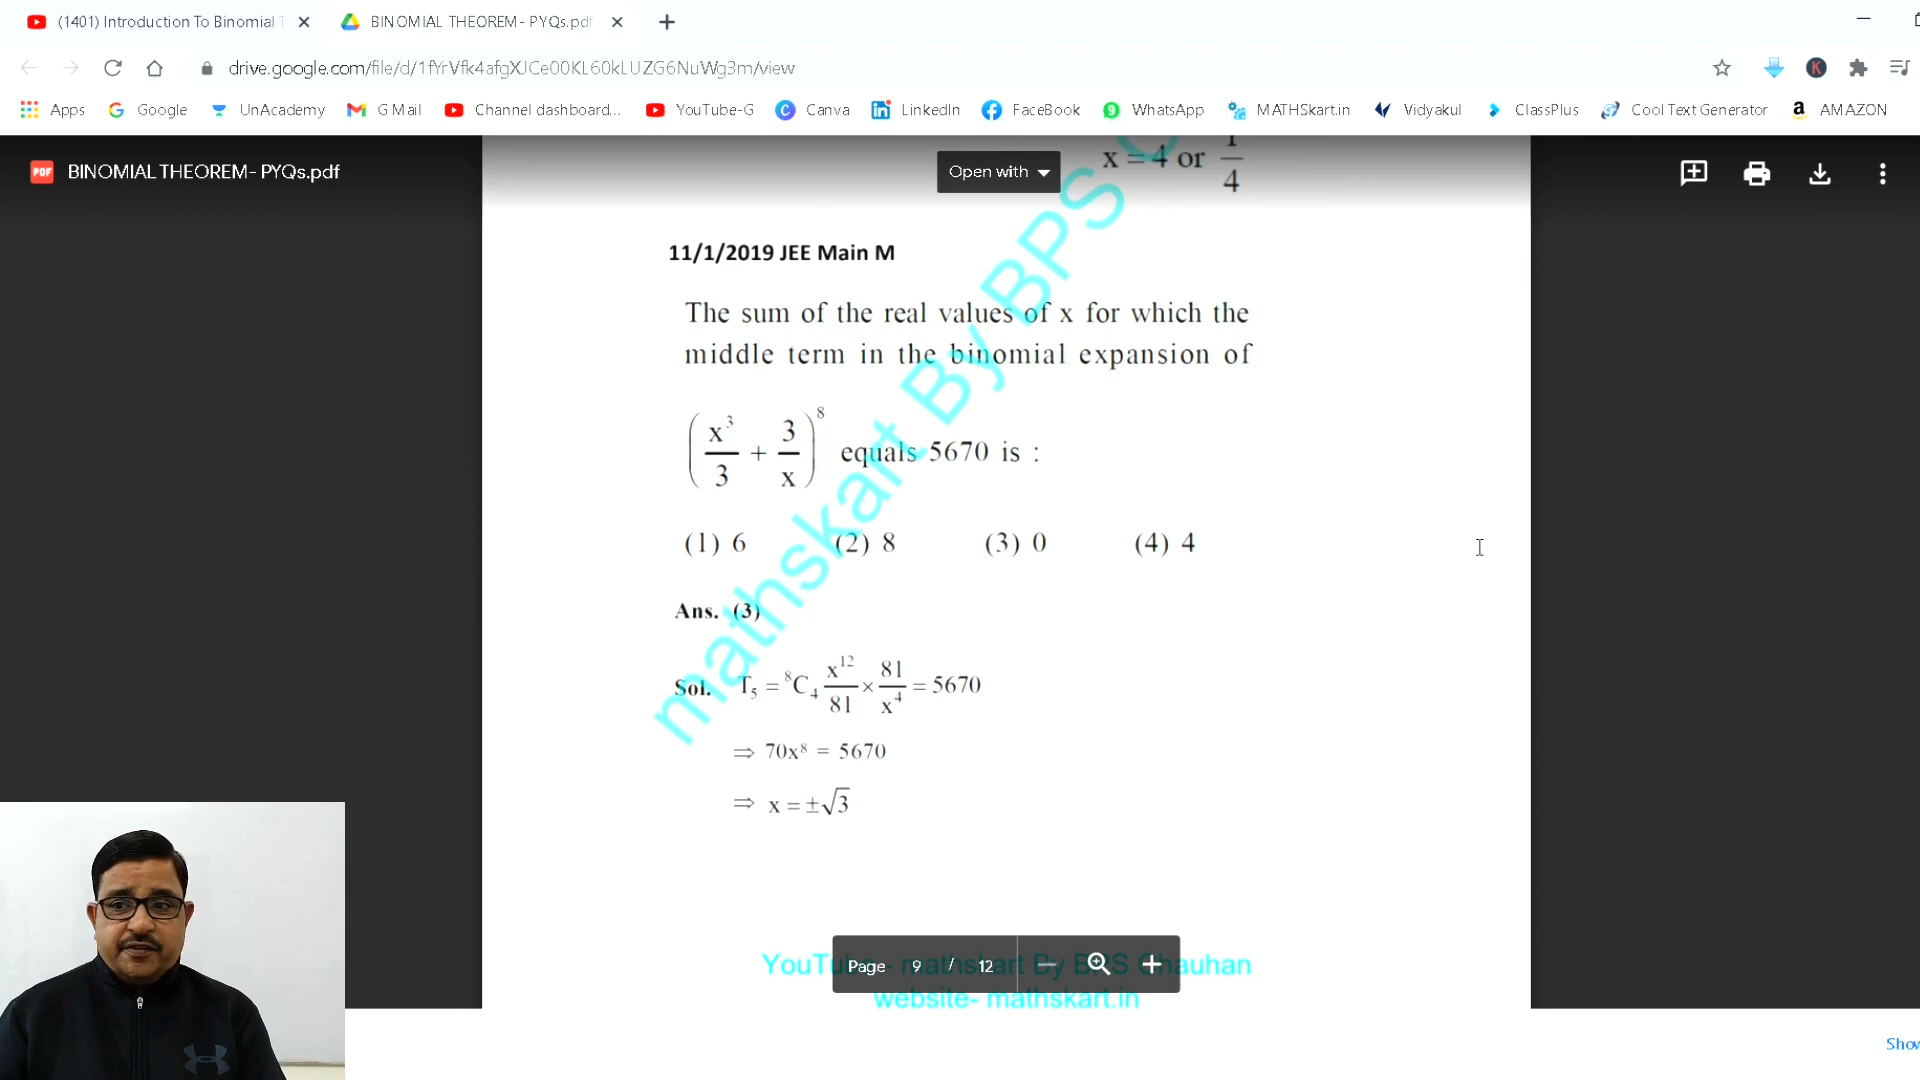 (1401) Introduction To Binomial T
BINOMIAL THEOREM- PYQs.pdf
drive.google.com/file/d/1fYrVfk4afgXJCe00KL60kLUZG6NuWg3m/view
Apps Google UnAcademy G Mail Channel dashboard... YouTube-G Canva LinkedIn FaceBook WhatsApp MATHSkart.in Vidyakul ClassPlus Cool Text Generator AMAZON
PDF BINOMIAL THEOREM- PYQs.pdf
Open with
x = 4 or 1/4
11/1/2019 JEE Main M
The sum of the real values of x for which the
middle term in the binomial expansion of
(x³/3 + 3/x)⁸ equals 5670 is :
(1) 6 (2) 8 (3) 0 (4) 4
Ans. (3)
Sol. T₅ = ⁸C₄ x¹²/81 × 81/x⁴ = 5670
⇒ 70x⁸ = 5670
⇒ x = ±√3
mathskart By BPS C
Page 9 / 12
website- mathskart.in
Show